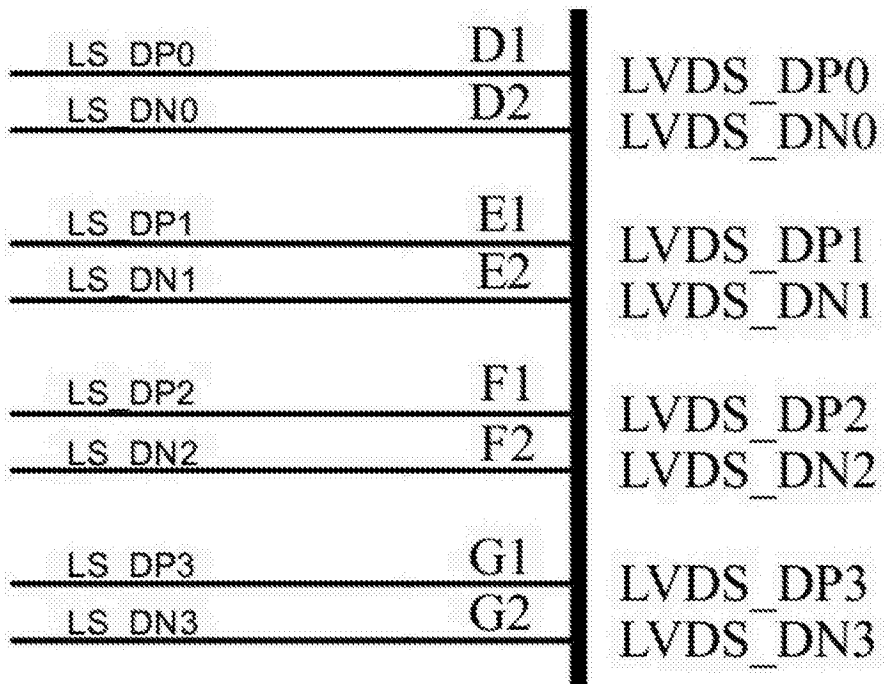 LS_DP0 D1 LVDS_DP0
LS_DN0 D2 LVDS_DN0
LS_DP1 E1 LVDS_DP1
LS_DN1 E2 LVDS_DN1
LS_DP2 F1 LVDS_DP2
LS_DN2 F2 LVDS_DN2
LS_DP3 G1 LVDS_DP3
LS_DN3 G2 LVDS_DN3